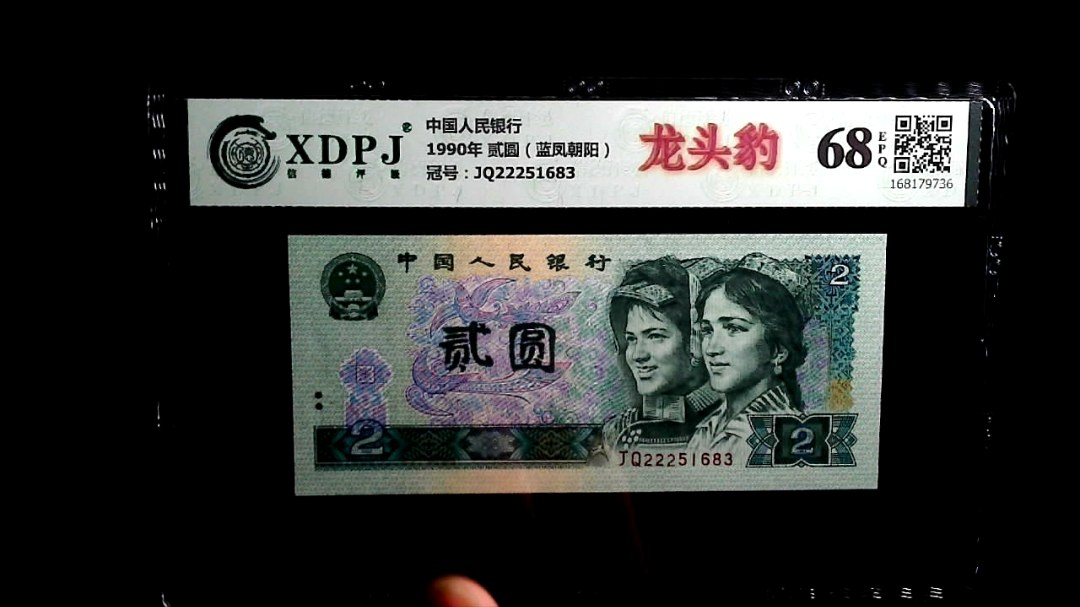 XDPJ
信德评级
中国人民银行
1990年 贰圆（蓝凤朝阳）
冠号：JQ22251683
龙头豹
68
EPQ
168179736
中国人民银行
2
贰圆
2
JQ22251683
2